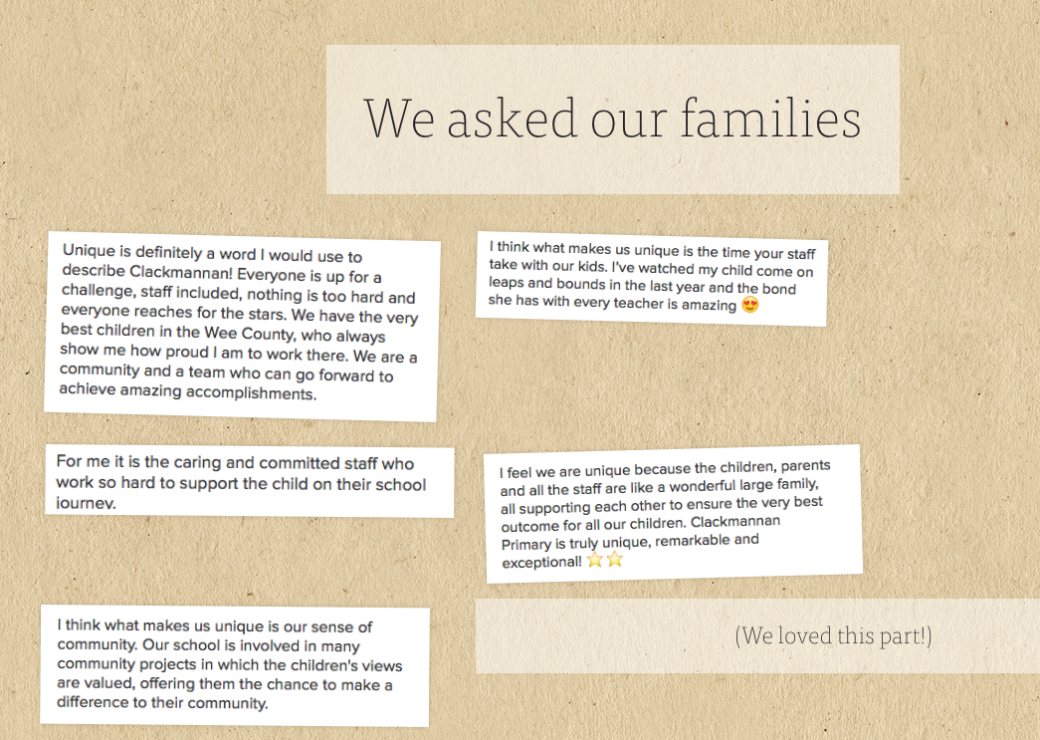 We asked our families
Unique is definitely a word I would use to
describe Clackmannan! Everyone is up for a
challenge, staff included, nothing is too hard and
everyone reaches for the stars. We have the very
best children in the Wee County, who always
show me how proud I am to work there. We are a
community and a team who can go forward to
achieve amazing accomplishments.
I think what makes us unique is the time your staff
take with our kids. I've watched my child come on
leaps and bounds in the last year and the bond
she has with every teacher is amazing 😍
For me it is the caring and committed staff who
work so hard to support the child on their school
journey.
I feel we are unique because the children, parents
and all the staff are like a wonderful large family,
all supporting each other to ensure the very best
outcome for all our children. Clackmannan
Primary is truly unique, remarkable and
exceptional! ⭐⭐
I think what makes us unique is our sense of
community. Our school is involved in many
community projects in which the children's views
are valued, offering them the chance to make a
difference to their community.
(We loved this part!)